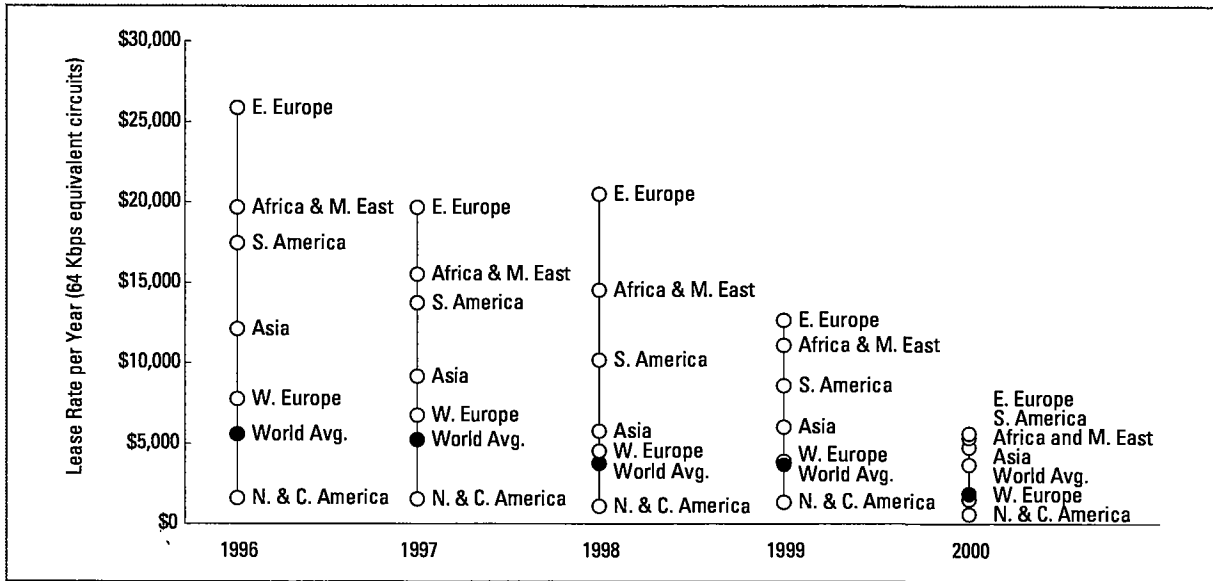 Lease Rate per Year (64 Kbps equivalent circuits)
$30,000
$25,000
$20,000
$15,000
$10,000
$5,000
$0
E. Europe
Africa & M. East
S. America
Asia
W. Europe
World Avg.
N. & C. America
E. Europe
Africa & M. East
S. America
Asia
W. Europe
World Avg.
N. & C. America
E. Europe
Africa & M. East
S. America
Asia
W. Europe
World Avg.
N. & C. America
E. Europe
Africa & M. East
S. America
Asia
W. Europe
World Avg.
N. & C. America
E. Europe
S. America
Africa and M. East
Asia
World Avg.
W. Europe
N. & C. America
1996
1997
1998
1999
2000